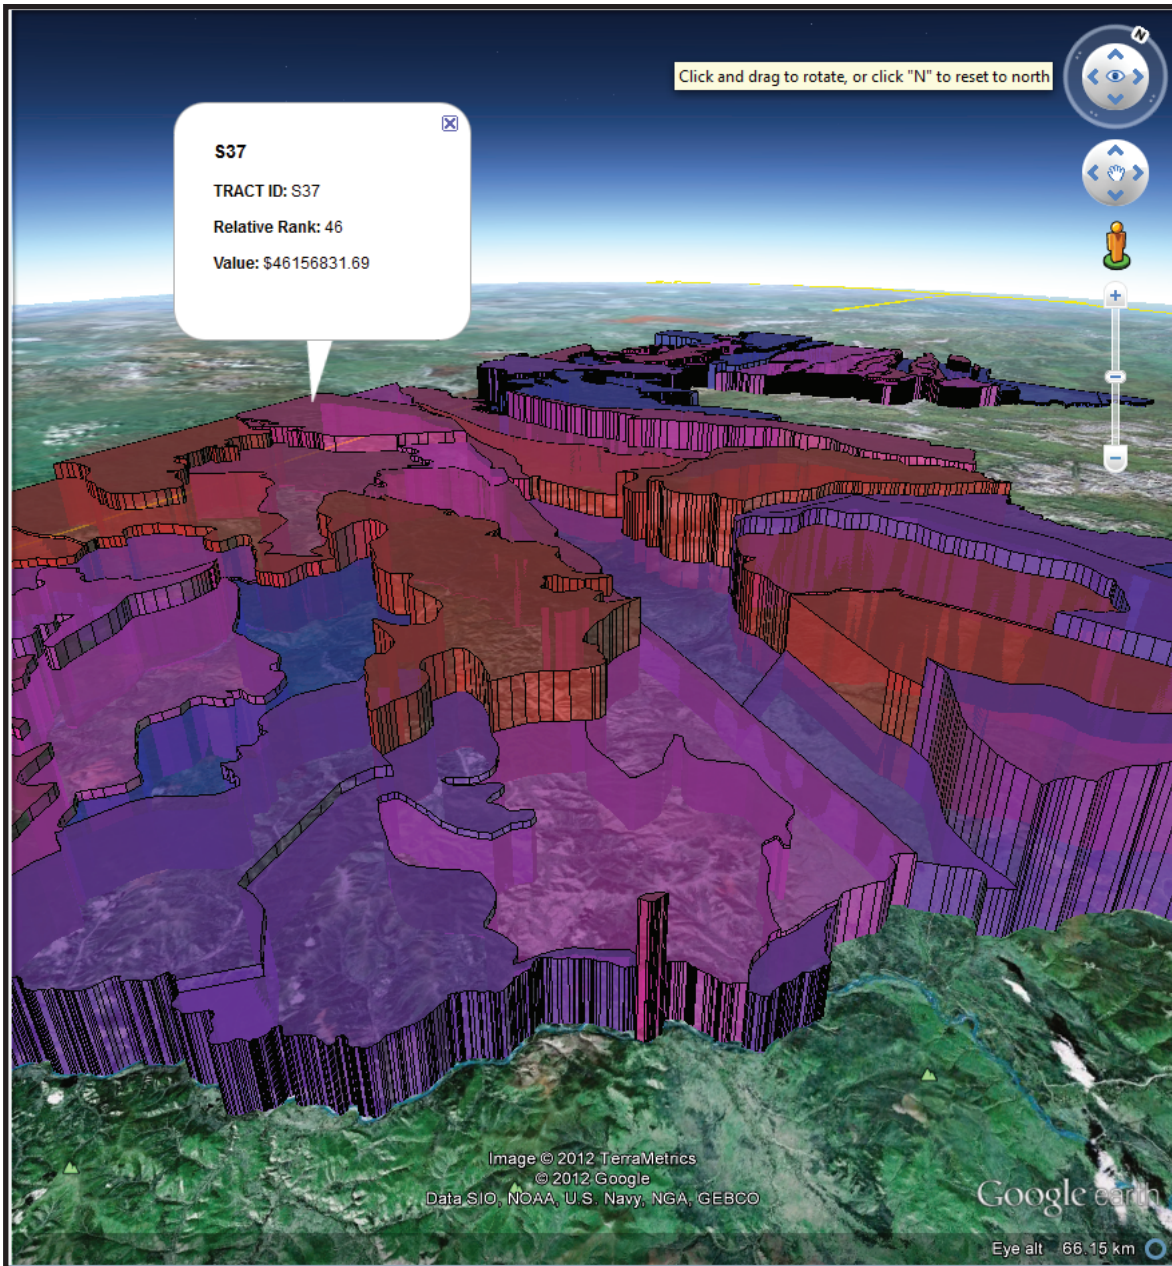 Click and drag to rotate, or click "N" to reset to north
N
S37
TRACT ID: S37
Relative Rank: 46
Value: $46156831.69
Image © 2012 TerraMetrics
© 2012 Google
Data SIO, NOAA, U.S. Navy, NGA, GEBCO
Google earth
Eye alt 66.15 km